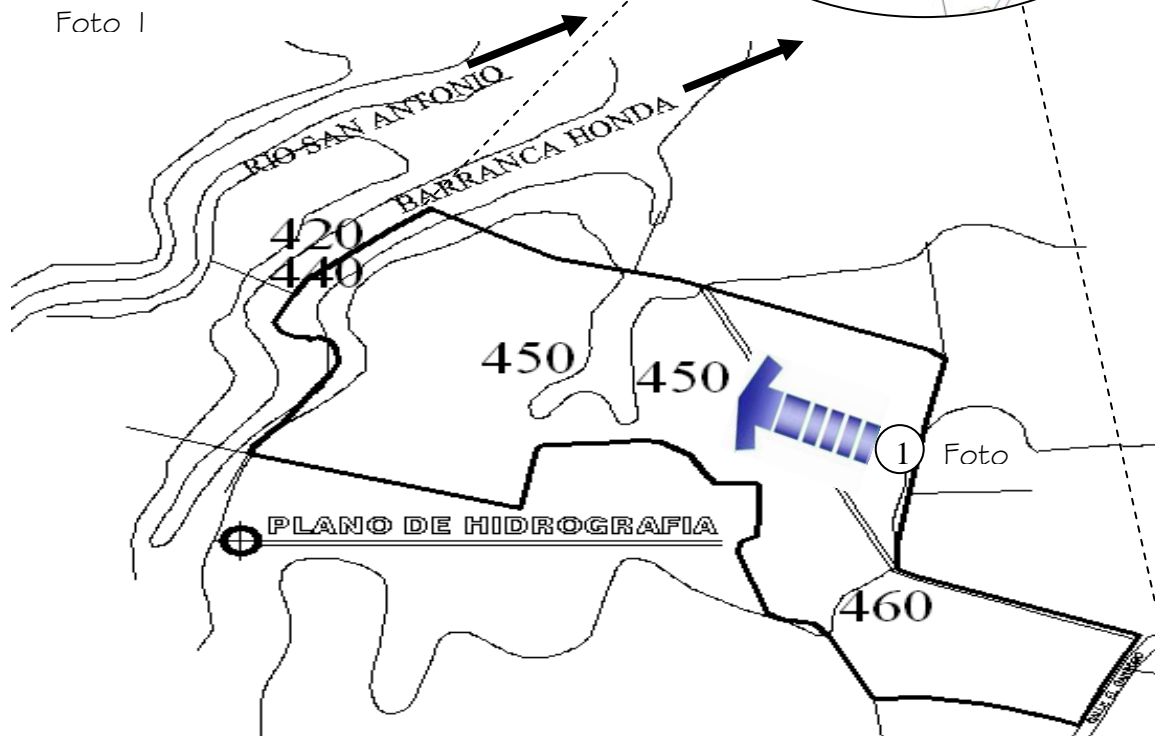 Foto 1
RIO SAN ANTONIO
BARRANCA HONDA
420
440
450
450
1
Foto
PLANO DE HIDROGRAFIA
460